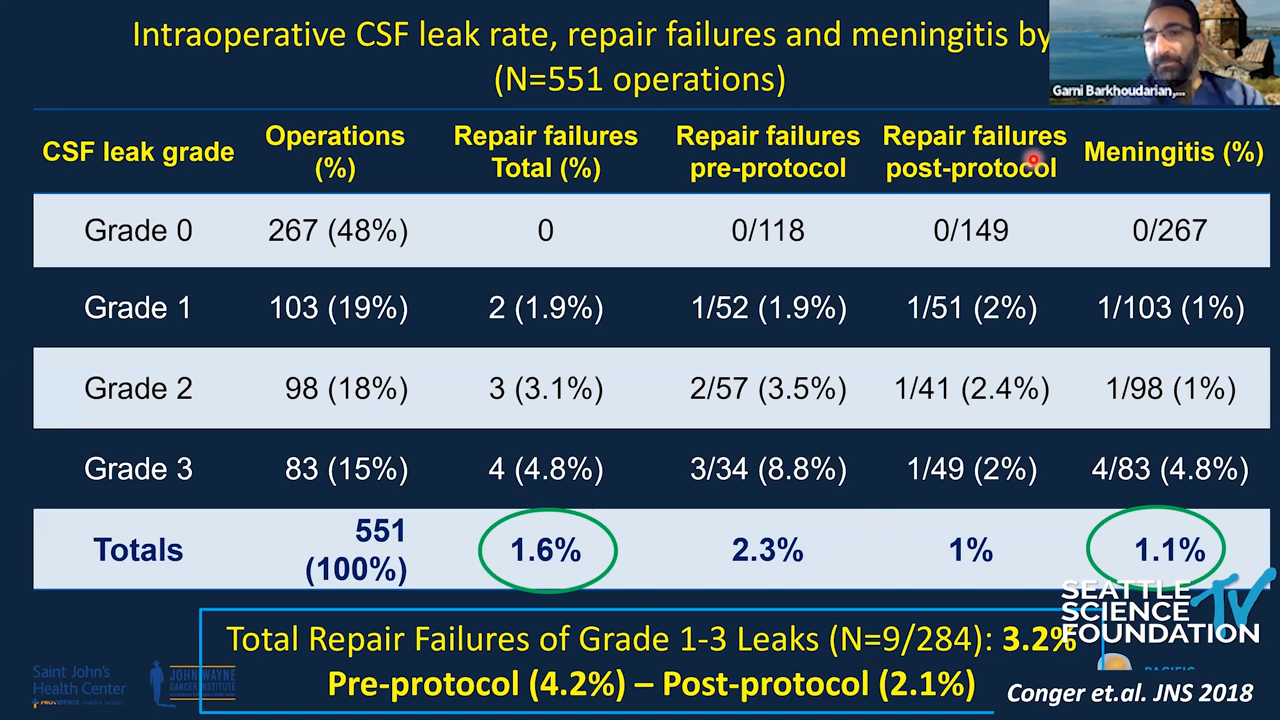 Intraoperative CSF leak rate, repair failures and meningitis by
(N=551 operations)
Garni Barkhoudarian,...
CSF leak grade
Operations (%)
Repair failures Total (%)
Repair failures pre-protocol
Repair failures post-protocol
Meningitis (%)
Grade 0 267 (48%) 0 0/118 0/149 0/267
Grade 1 103 (19%) 2 (1.9%) 1/52 (1.9%) 1/51 (2%) 1/103 (1%)
Grade 2 98 (18%) 3 (3.1%) 2/57 (3.5%) 1/41 (2.4%) 1/98 (1%)
Grade 3 83 (15%) 4 (4.8%) 3/34 (8.8%) 1/49 (2%) 4/83 (4.8%)
Totals 551 (100%) 1.6% 2.3% 1% 1.1%
Total Repair Failures of Grade 1-3 Leaks (N=9/284): 3.2%
Pre-protocol (4.2%) – Post-protocol (2.1%)
SEATTLE
SCIENCE TV
FOUNDATION
Saint John's
Health Center
PROVIDENCE
JOHN WAYNE
CANCER INSTITUTE
PACIFIC
Conger et.al. JNS 2018